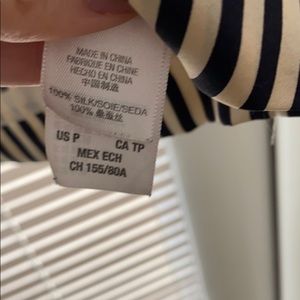 MADE IN CHINA
FABRIQUE EN CHINE
HECHO EN CHINA
中国制造
100% SILK/SOIE/SEDA
100% 桑蚕丝
US P CA TP
MEX ECH
CH 155/80A